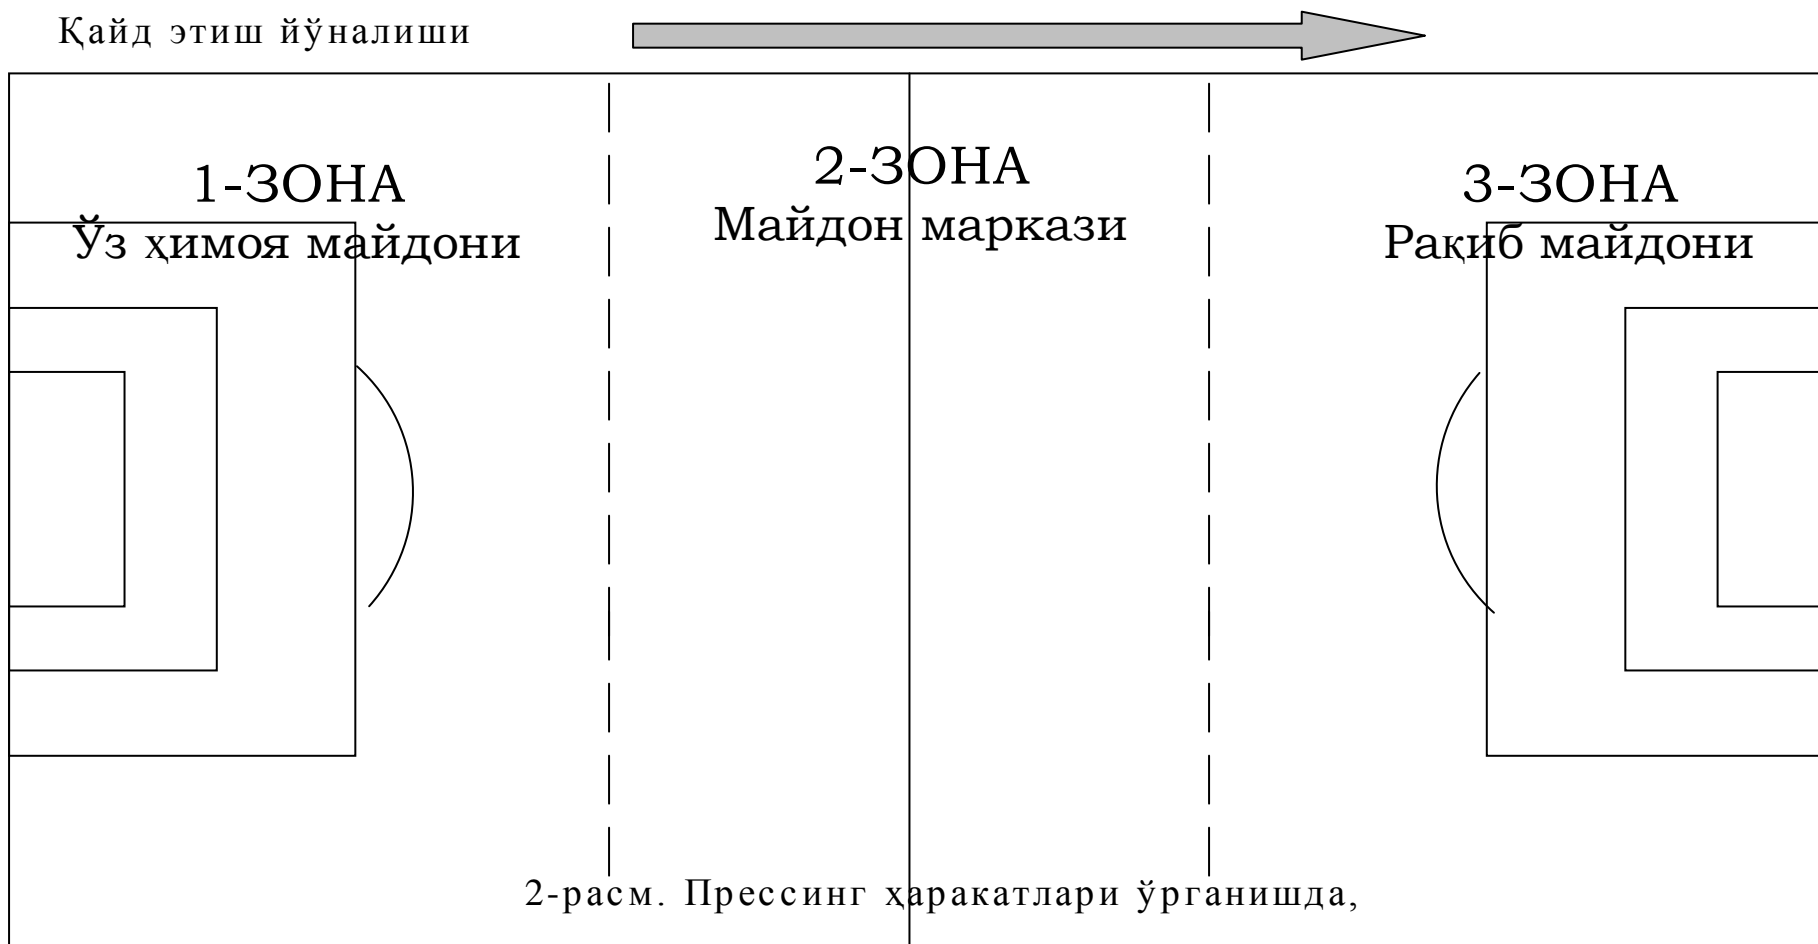 Қайд этиш йўналиши
1-ЗОНА
Ўз ҳимоя майдони
2-ЗОНА
Майдон маркази
3-ЗОНА
Рақиб майдони
2-расм. Прессинг ҳаракатлари ўрганишда,